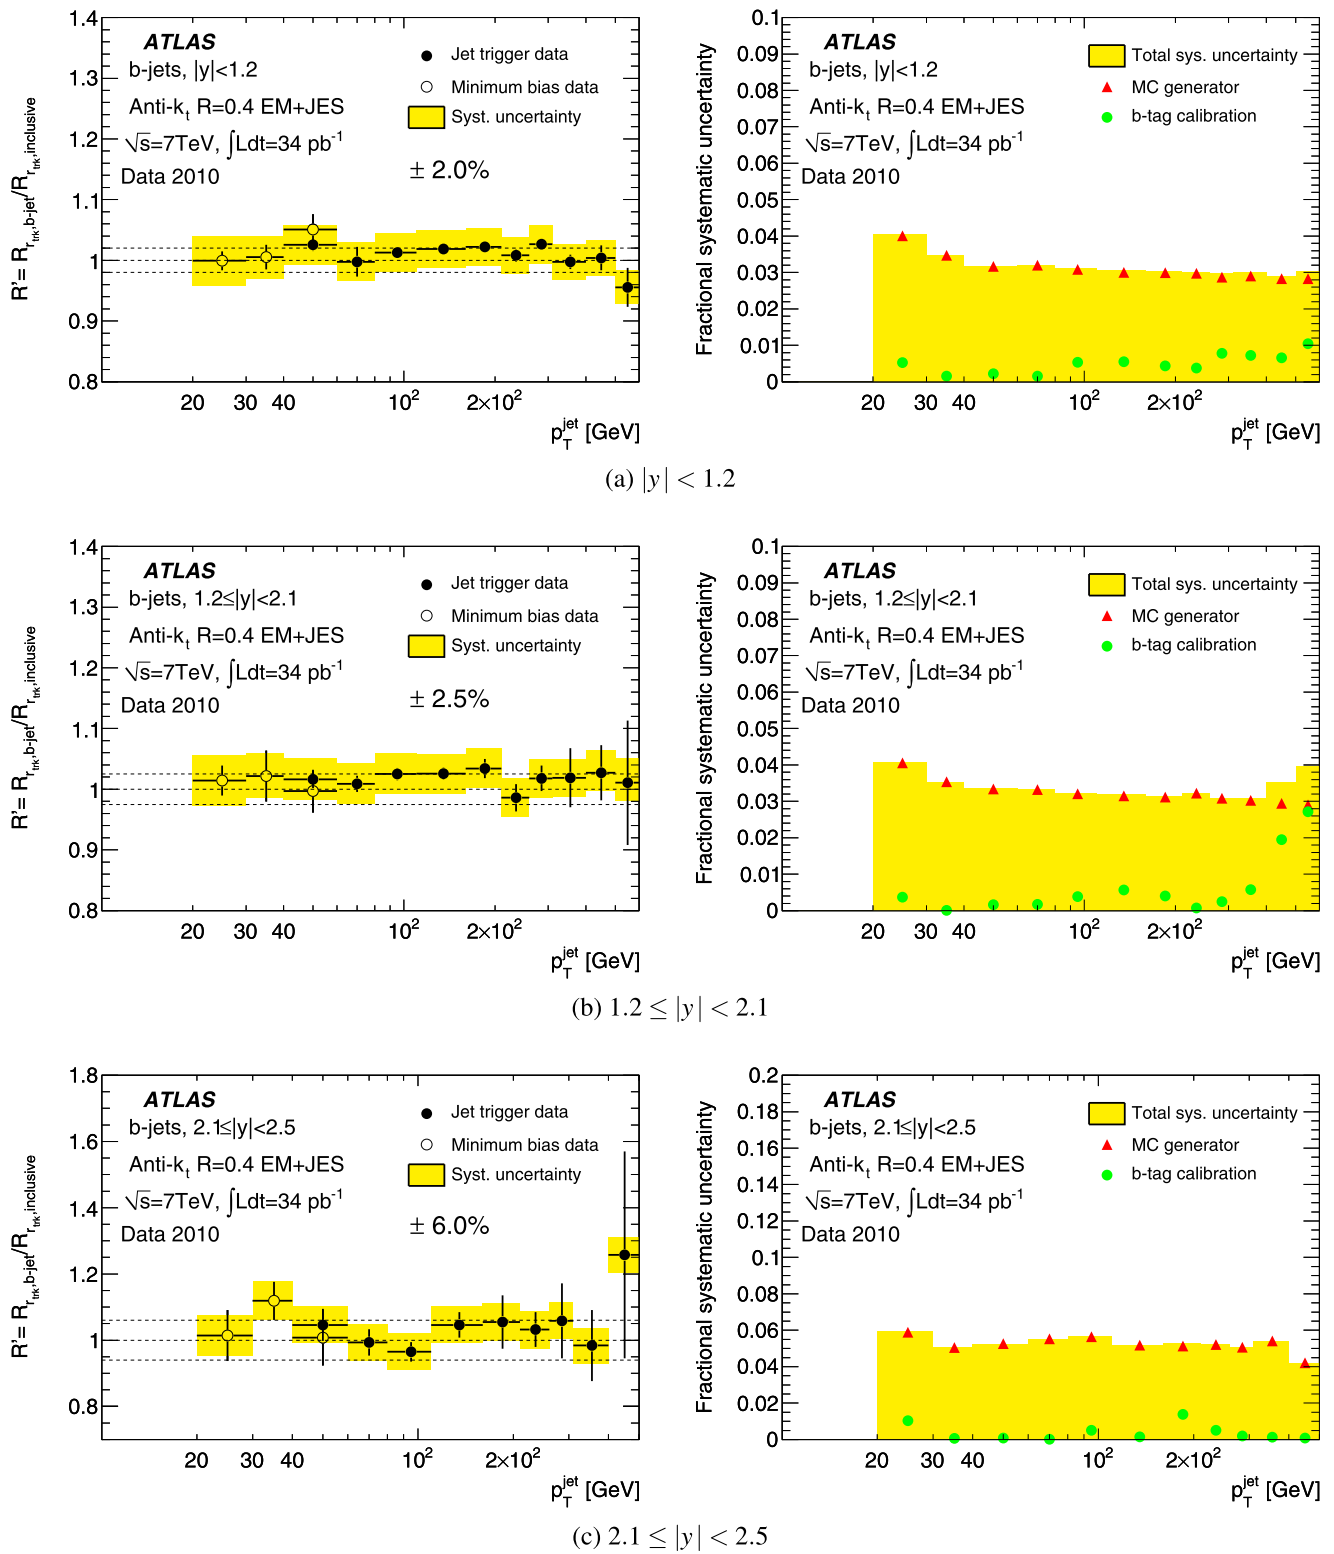 ATLAS
b-jets, |y|<1.2
Anti-kt R=0.4 EM+JES
√s=7TeV, ∫Ldt=34 pb-1
Data 2010
Jet trigger data
Minimum bias data
Syst. uncertainty
± 2.0%
R'= Rrtrk,b-jet/Rrtrk,inclusive
1.4
1.3
1.2
1.1
1
0.9
0.8
20 30 40 10² 2×10²
pTjet [GeV]
ATLAS
b-jets, |y|<1.2
Anti-kt R=0.4 EM+JES
√s=7TeV, ∫Ldt=34 pb-1
Data 2010
Total sys. uncertainty
MC generator
b-tag calibration
Fractional systematic uncertainty
0.1
0.09
0.08
0.07
0.06
0.05
0.04
0.03
0.02
0.01
0
20 30 40 10² 2×10²
pTjet [GeV]
(a) |y| < 1.2
ATLAS
b-jets, 1.2≤|y|<2.1
Anti-kt R=0.4 EM+JES
√s=7TeV, ∫Ldt=34 pb-1
Data 2010
Jet trigger data
Minimum bias data
Syst. uncertainty
± 2.5%
R'= Rrtrk,b-jet/Rrtrk,inclusive
1.4
1.3
1.2
1.1
1
0.9
0.8
20 30 40 10² 2×10²
pTjet [GeV]
ATLAS
b-jets, 1.2≤|y|<2.1
Anti-kt R=0.4 EM+JES
√s=7TeV, ∫Ldt=34 pb-1
Data 2010
Total sys. uncertainty
MC generator
b-tag calibration
Fractional systematic uncertainty
0.1
0.09
0.08
0.07
0.06
0.05
0.04
0.03
0.02
0.01
0
20 30 40 10² 2×10²
pTjet [GeV]
(b) 1.2 ≤ |y| < 2.1
ATLAS
b-jets, 2.1≤|y|<2.5
Anti-kt R=0.4 EM+JES
√s=7TeV, ∫Ldt=34 pb-1
Data 2010
Jet trigger data
Minimum bias data
Syst. uncertainty
± 6.0%
R'= Rrtrk,b-jet/Rrtrk,inclusive
1.8
1.6
1.4
1.2
1
0.8
20 30 40 10² 2×10²
pTjet [GeV]
ATLAS
b-jets, 2.1≤|y|<2.5
Anti-kt R=0.4 EM+JES
√s=7TeV, ∫Ldt=34 pb-1
Data 2010
Total sys. uncertainty
MC generator
b-tag calibration
Fractional systematic uncertainty
0.2
0.18
0.16
0.14
0.12
0.1
0.08
0.06
0.04
0.02
0
20 30 40 10² 2×10²
pTjet [GeV]
(c) 2.1 ≤ |y| < 2.5